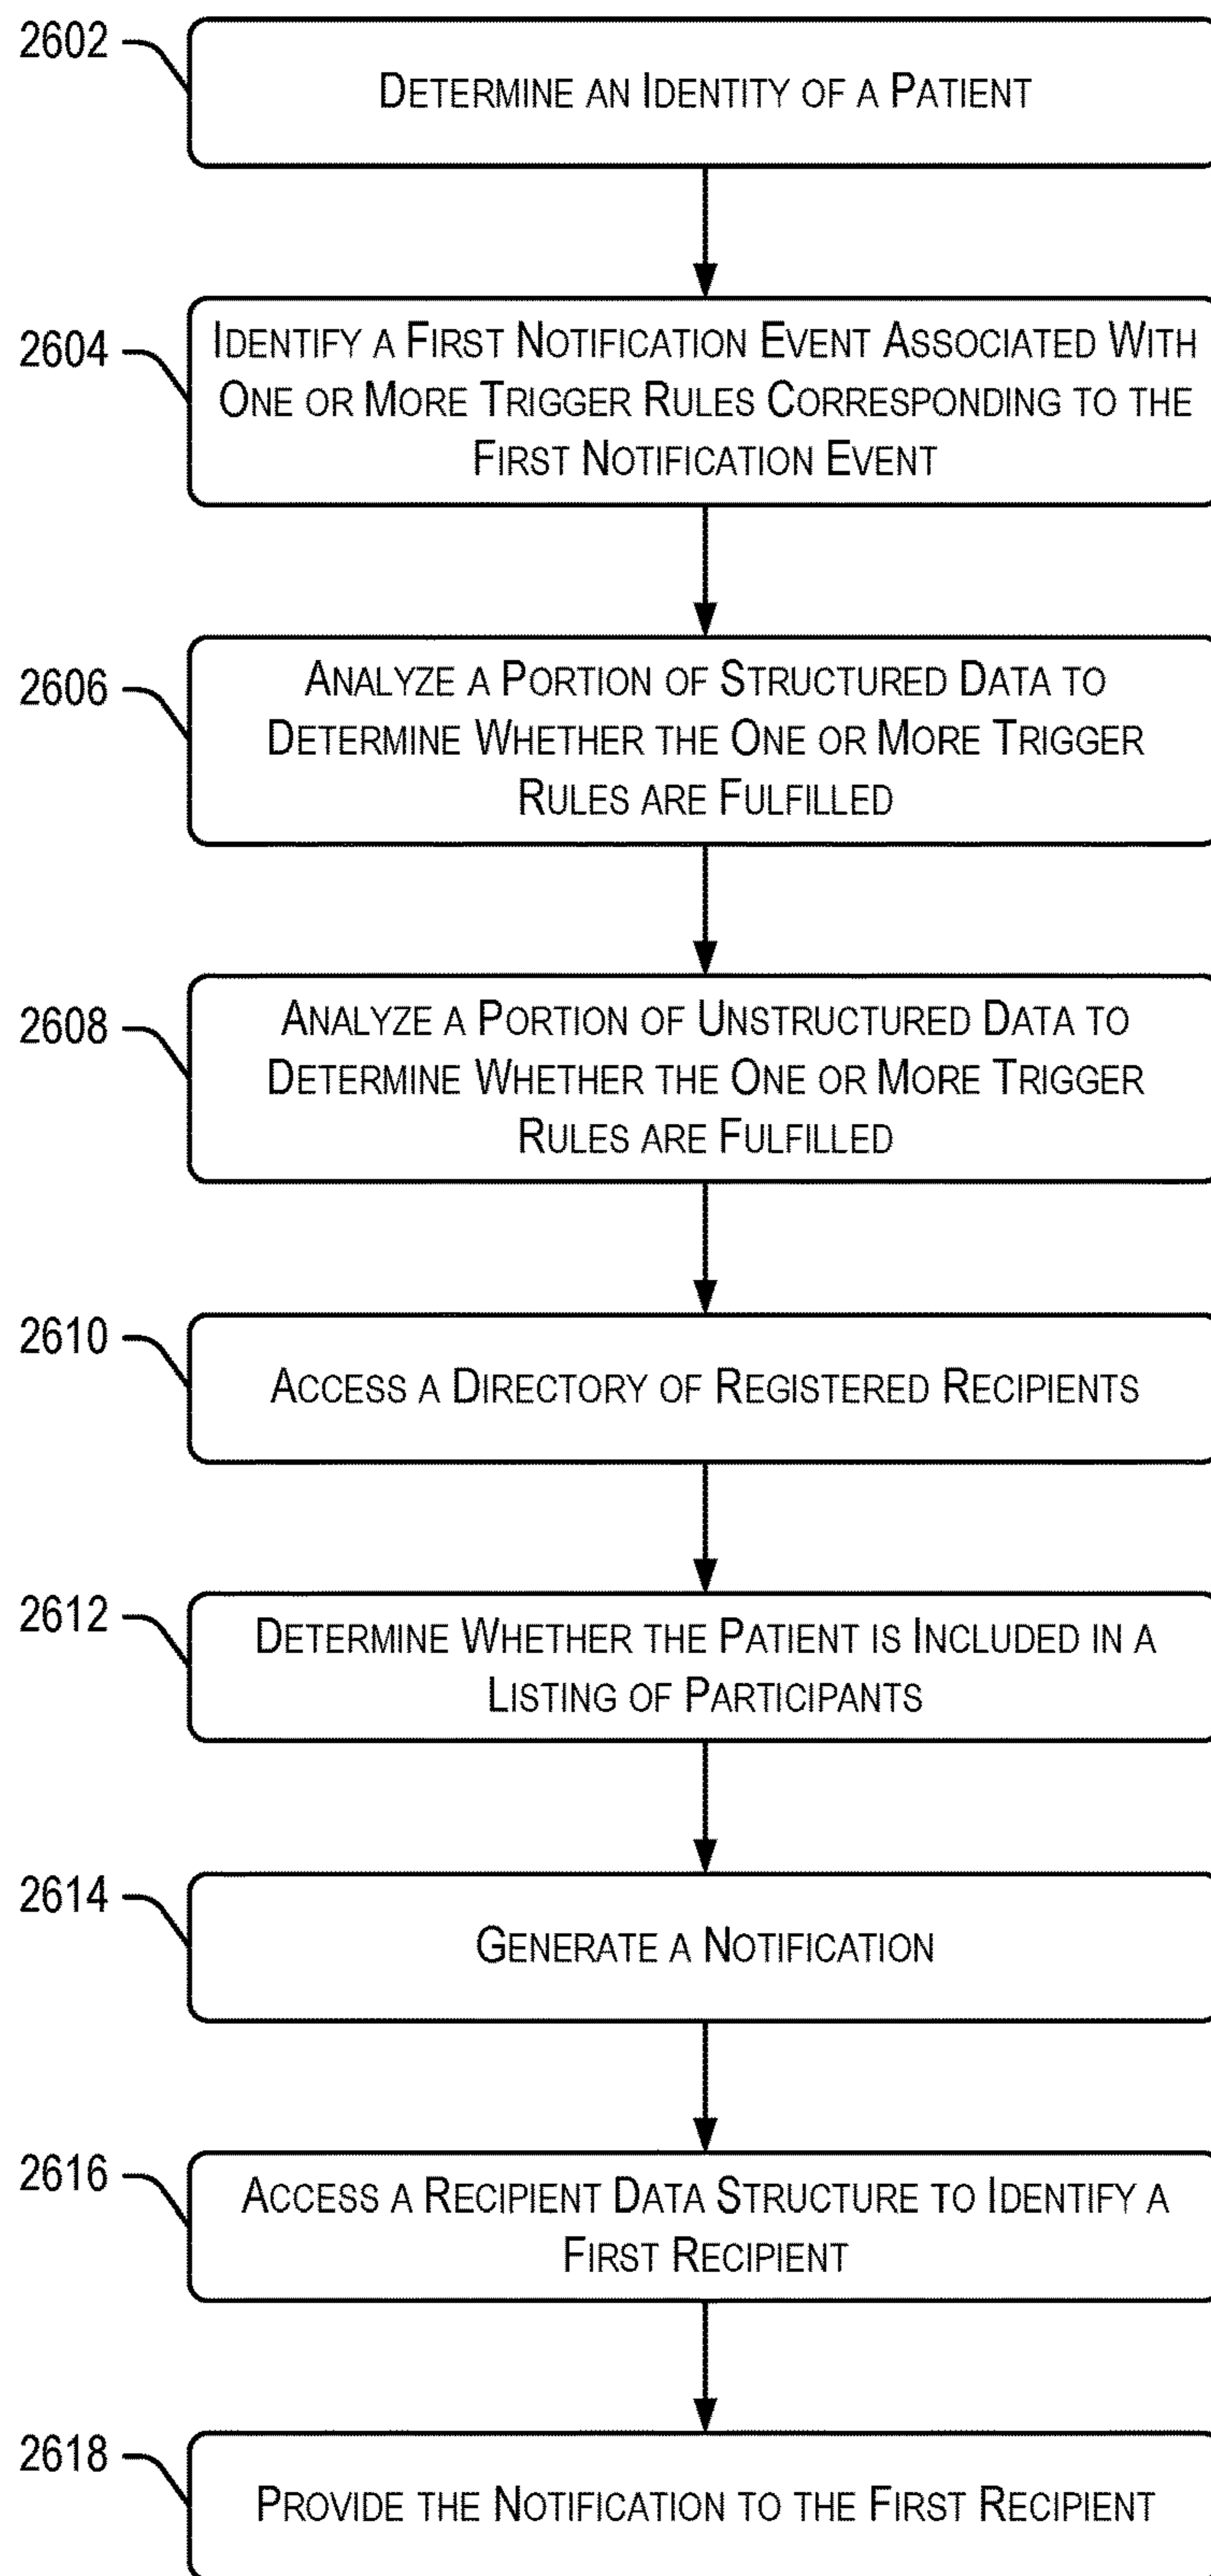 2602
DETERMINE AN IDENTITY OF A PATIENT
2604
IDENTIFY A FIRST NOTIFICATION EVENT ASSOCIATED WITH
ONE OR MORE TRIGGER RULES CORRESPONDING TO THE
FIRST NOTIFICATION EVENT
2606
ANALYZE A PORTION OF STRUCTURED DATA TO
DETERMINE WHETHER THE ONE OR MORE TRIGGER
RULES ARE FULFILLED
2608
ANALYZE A PORTION OF UNSTRUCTURED DATA TO
DETERMINE WHETHER THE ONE OR MORE TRIGGER
RULES ARE FULFILLED
2610
ACCESS A DIRECTORY OF REGISTERED RECIPIENTS
2612
DETERMINE WHETHER THE PATIENT IS INCLUDED IN A
LISTING OF PARTICIPANTS
2614
GENERATE A NOTIFICATION
2616
ACCESS A RECIPIENT DATA STRUCTURE TO IDENTIFY A
FIRST RECIPIENT
2618
PROVIDE THE NOTIFICATION TO THE FIRST RECIPIENT